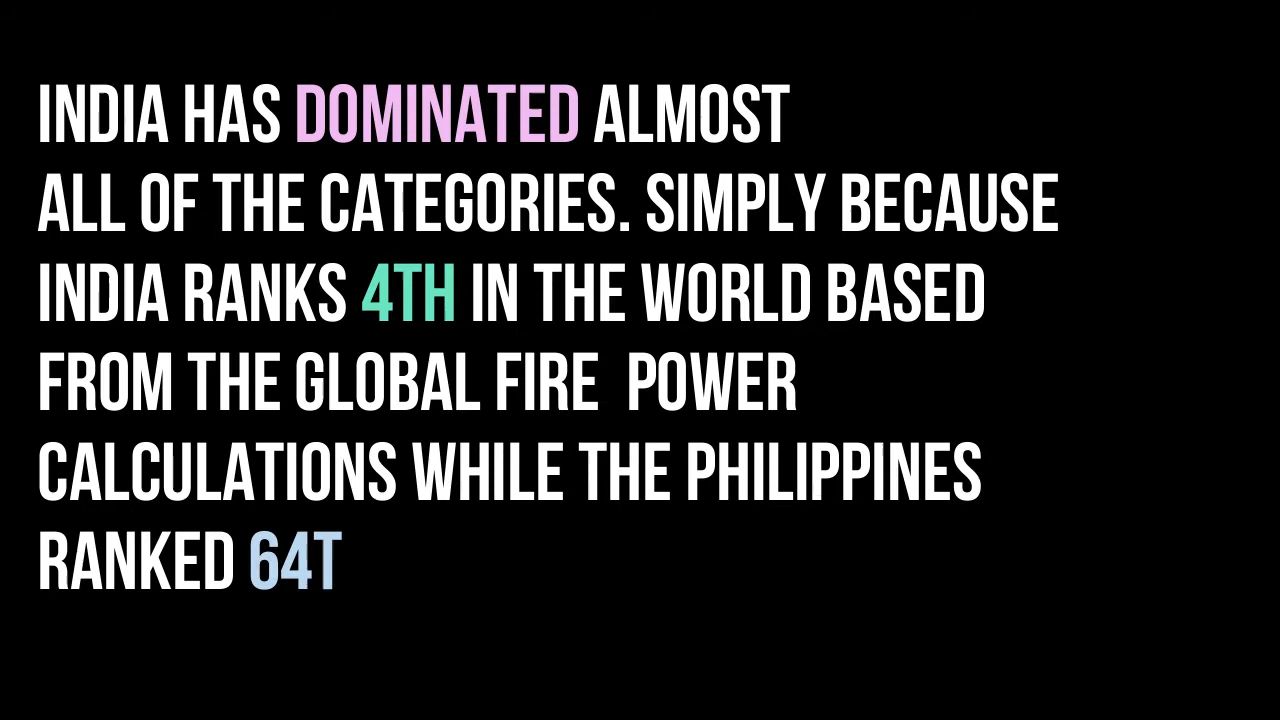 INDIA HAS DOMINATED ALMOST
ALL OF THE CATEGORIES. SIMPLY BECAUSE
INDIA RANKS 4TH IN THE WORLD BASED
FROM THE GLOBAL FIRE  POWER
CALCULATIONS WHILE THE PHILIPPINES
RANKED 64T